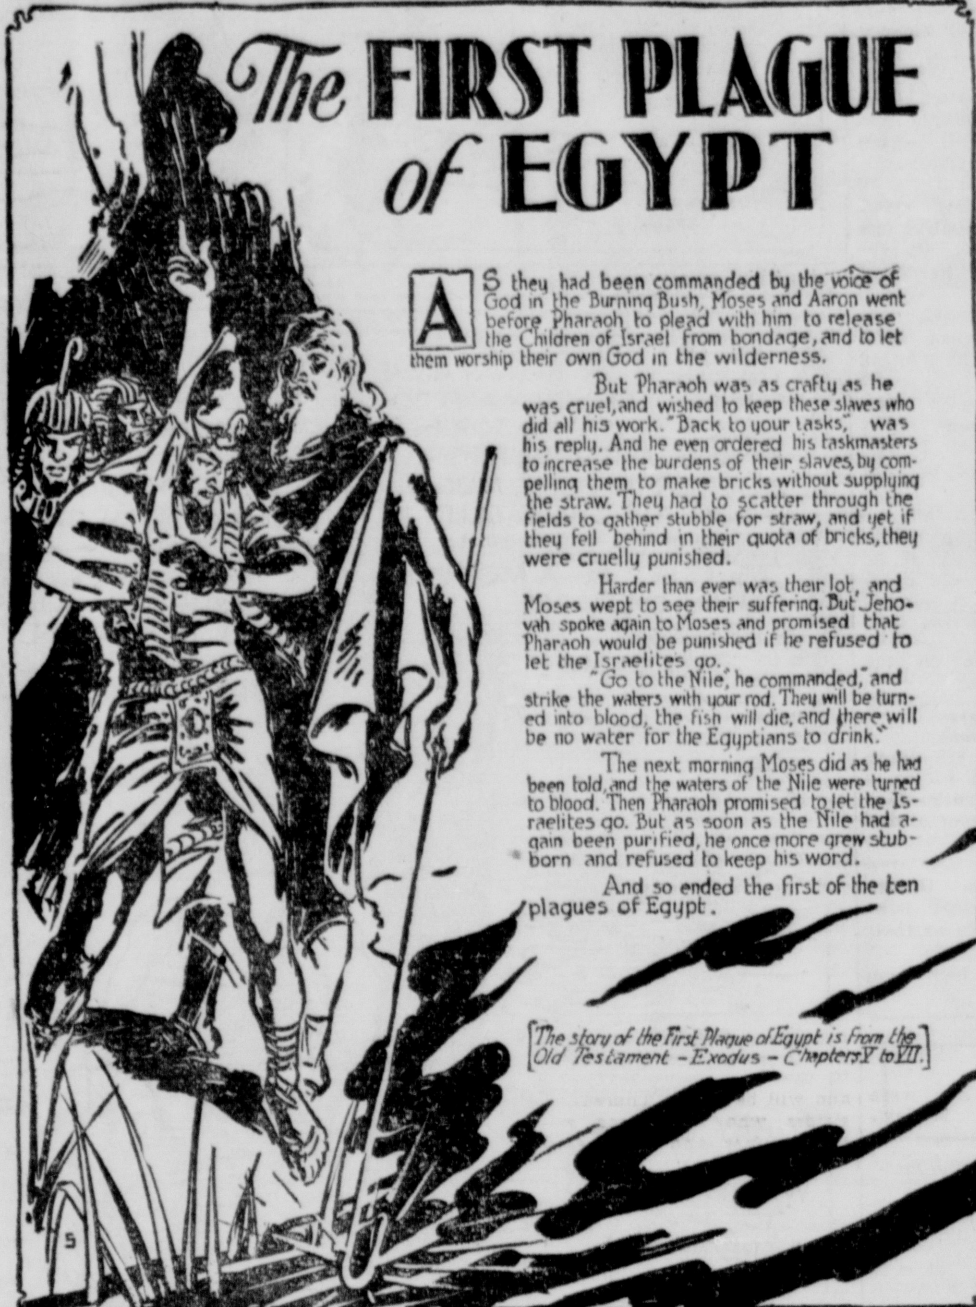 The FIRST PLAGUE
of EGYPT
AS they had been commanded by the voice of
God in the Burning Bush, Moses and Aaron went
before Pharaoh to plead with him to release
the Children of Israel from bondage, and to let
them worship their own God in the wilderness.
But Pharaoh was as crafty as he
was cruel, and wished to keep these slaves who
did all his work. "Back to your tasks," was
his reply. And he even ordered his taskmasters
to increase the burdens of their slaves, by com-
pelling them to make bricks without supplying
the straw. They had to scatter through the
fields to gather stubble for straw, and yet if
they fell behind in their quota of bricks, they
were cruelly punished.
Harder than ever was their lot, and
Moses wept to see their suffering. But Jeho-
vah spoke again to Moses and promised that
Pharaoh would be punished if he refused to
let the Israelites go.
"Go to the Nile", he commanded, "and
strike the waters with your rod. They will be turn-
ed into blood, the fish will die, and there will
be no water for the Egyptians to drink."
The next morning Moses did as he had
been told, and the waters of the Nile were turned
to blood. Then Pharaoh promised to let the Is-
raelites go. But as soon as the Nile had a-
gain been purified, he once more grew stub-
born and refused to keep his word.
And so ended the first of the ten
plagues of Egypt.
[The story of the First Plague of Egypt is from the
Old Testament - Exodus - Chapters V to VII.]
5